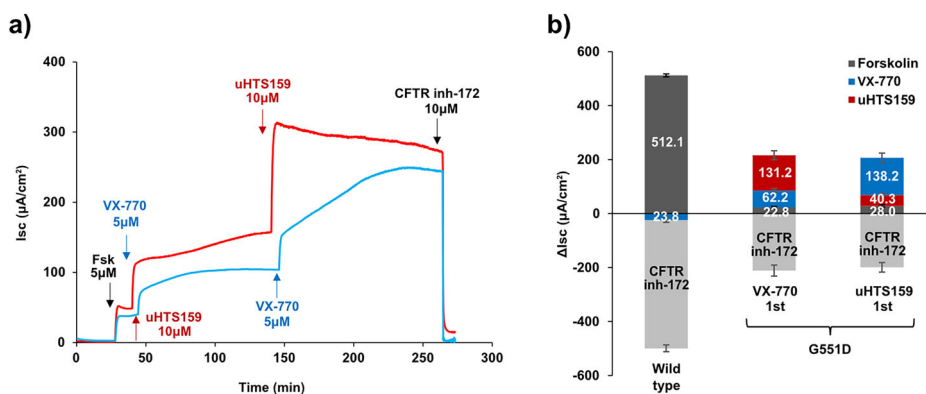 a)
400
300
200
100
0
Isc (µA/cm²)
0
50
100
150
200
250
300
Time (min)
Fsk
5µM
VX-770
5µM
uHTS159
10µM
uHTS159
10µM
VX-770
5µM
CFTR inh-172
10µM
b)
600
400
200
0
-200
-400
-600
ΔIsc (µA/cm²)
Forskolin
VX-770
uHTS159
512.1
23.8
CFTR
inh-172
Wild
type
131.2
62.2
22.8
CFTR
inh-172
VX-770
1st
138.2
40.3
28.0
CFTR
inh-172
uHTS159
1st
G551D